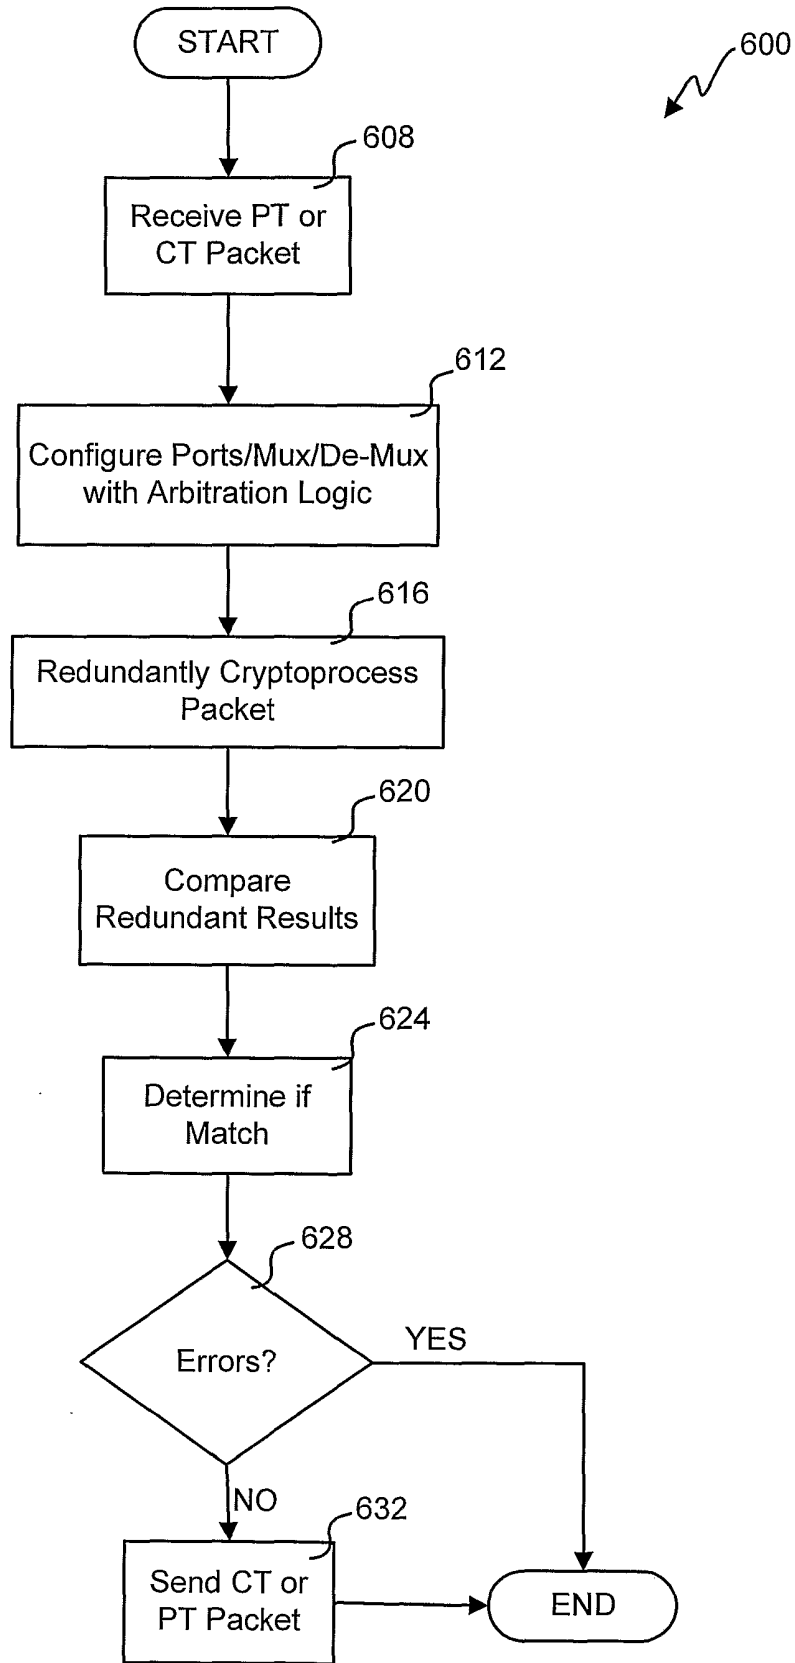 START
600
608
Receive PT or
CT Packet
612
Configure Ports/Mux/De-Mux
with Arbitration Logic
616
Redundantly Cryptoprocess
Packet
620
Compare
Redundant Results
624
Determine if
Match
628
Errors?
YES
NO
632
Send CT or
PT Packet
END